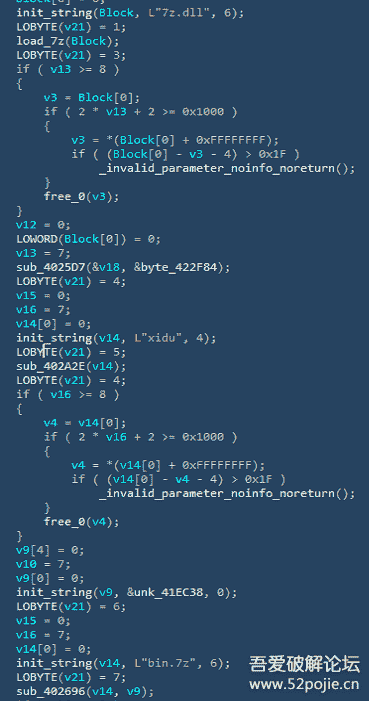 init_string(Block, L"7z.dll", 6);
LOBYTE(v21) = 1;
load_7z(Block);
LOBYTE(v21) = 3;
if ( v13 >= 8 )
{
v3 = Block[0];
if ( 2 * v13 + 2 >= 0x1000 )
{
v3 = *(Block[0] + 0xFFFFFFFF);
if ( (Block[0] - v3 - 4) > 0x1F )
_invalid_parameter_noinfo_noreturn();
}
free_0(v3);
}
v12 = 0;
LOWORD(Block[0]) = 0;
v13 = 7;
sub_4025D7(&v18, &byte_422F84);
LOBYTE(v21) = 4;
v15 = 0;
v16 = 7;
v14[0] = 0;
init_string(v14, L"xidu", 4);
LOBYTE(v21) = 5;
sub_402A2E(v14);
LOBYTE(v21) = 4;
if ( v16 >= 8 )
{
v4 = v14[0];
if ( 2 * v16 + 2 >= 0x1000 )
{
v4 = *(v14[0] + 0xFFFFFFFF);
if ( (v14[0] - v4 - 4) > 0x1F )
_invalid_parameter_noinfo_noreturn();
}
free_0(v4);
}
v9[4] = 0;
v10 = 7;
v9[0] = 0;
init_string(v9, &unk_41EC38, 0);
LOBYTE(v21) = 6;
v15 = 0;
v16 = 7;
v14[0] = 0;
init_string(v14, L"bin.7z", 6);
LOBYTE(v21) = 7;
sub_402696(v14, v9);
吾爱破解论坛
www.52pojie.cn